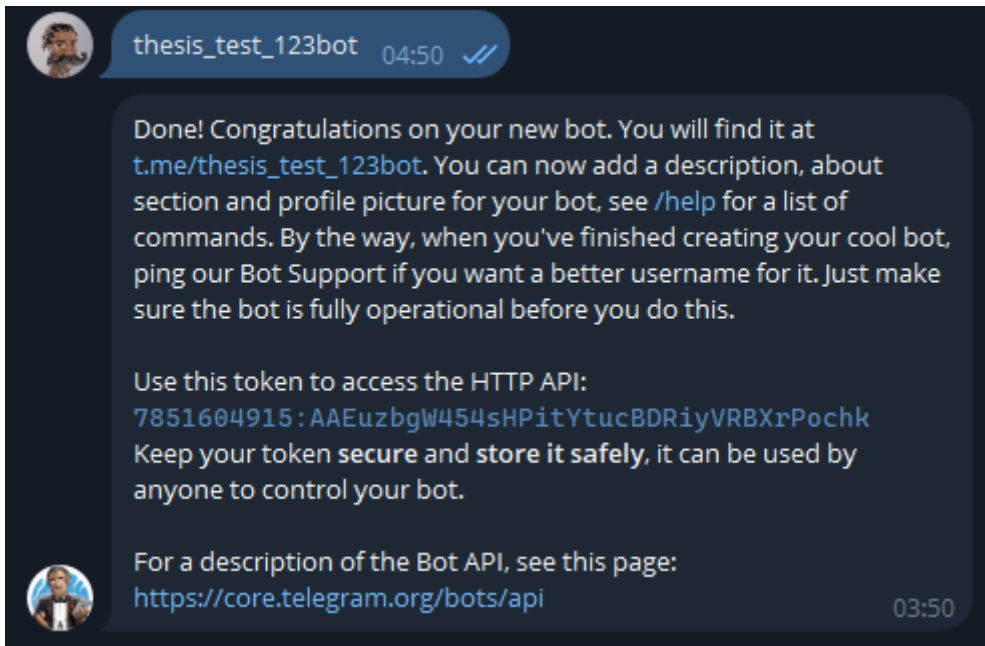 thesis_test_123bot 04:50
Done! Congratulations on your new bot. You will find it at
t.me/thesis_test_123bot. You can now add a description, about
section and profile picture for your bot, see /help for a list of
commands. By the way, when you've finished creating your cool bot,
ping our Bot Support if you want a better username for it. Just make
sure the bot is fully operational before you do this.
Use this token to access the HTTP API:
7851604915:AAEuzbgW454sHPitYtucBDRiyVRBXrPochk
Keep your token secure and store it safely, it can be used by
anyone to control your bot.
For a description of the Bot API, see this page:
https://core.telegram.org/bots/api 03:50